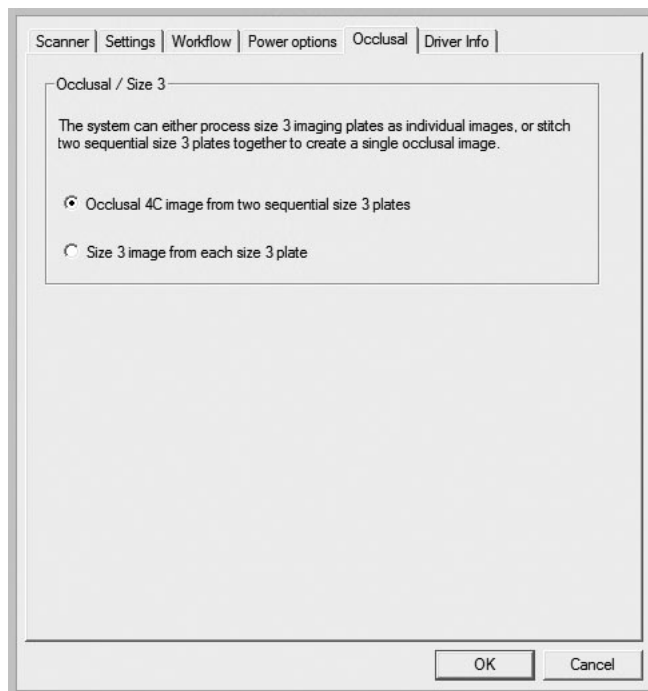 Scanner Settings Workflow Power options Occlusal Driver Info
Occlusal / Size 3
The system can either process size 3 imaging plates as individual images, or stitch
two sequential size 3 plates together to create a single occlusal image.
Occlusal 4C image from two sequential size 3 plates
Size 3 image from each size 3 plate
OK Cancel